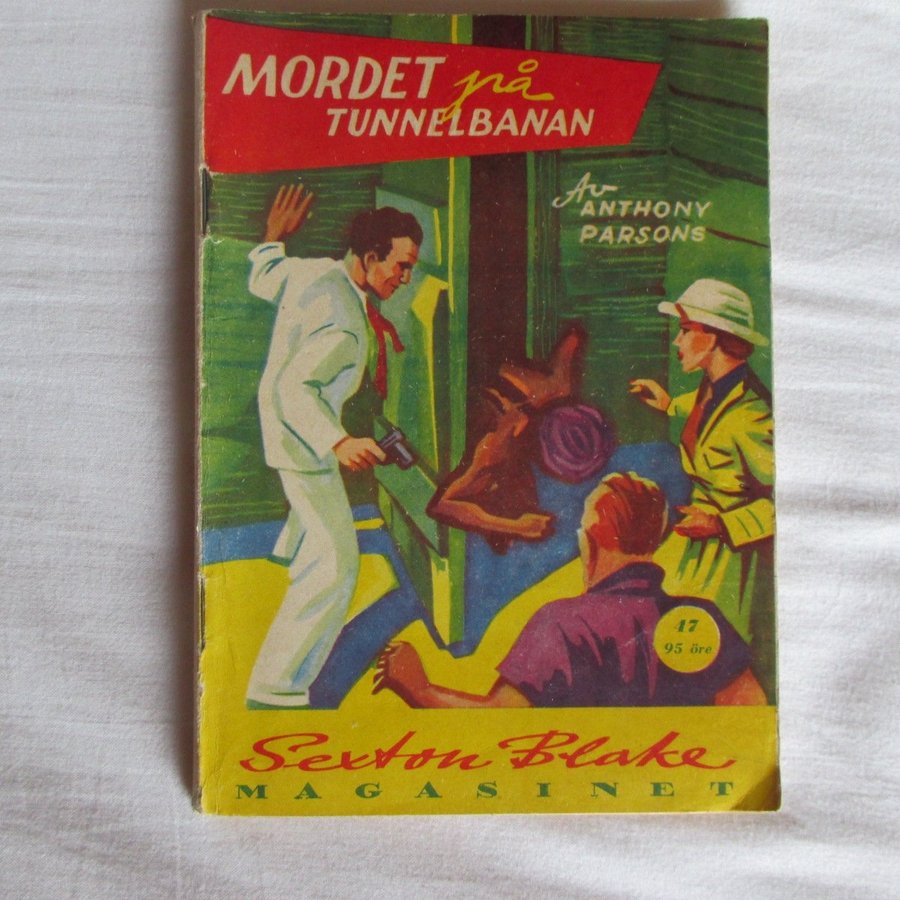 MORDET på
TUNNELBANAN
Av
ANTHONY
PARSONS
47
95 öre
Sexton Blake
MAGASINET